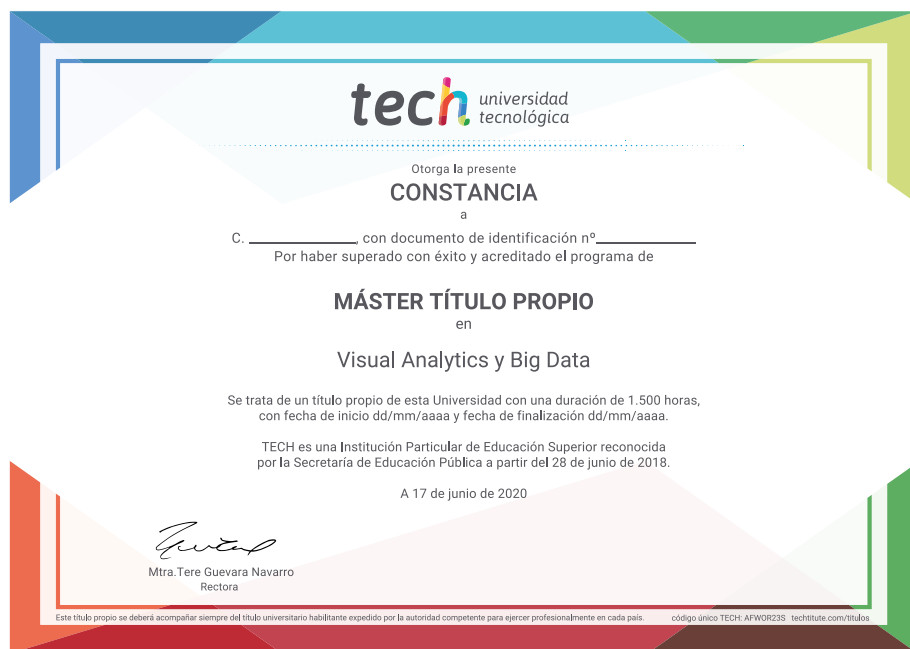 tech universidad
tecnológica
Otorga la presente
CONSTANCIA
a
C. ____________, con documento de identificación nº____________
Por haber superado con éxito y acreditado el programa de
MÁSTER TÍTULO PROPIO
en
Visual Analytics y Big Data
Se trata de un título propio de esta Universidad con una duración de 1.500 horas,
con fecha de inicio dd/mm/aaaa y fecha de finalización dd/mm/aaaa.
TECH es una Institución Particular de Educación Superior reconocida
por la Secretaría de Educación Pública a partir del 28 de junio de 2018.
A 17 de junio de 2020
Mtra.Tere Guevara Navarro
Rectora
Este título propio se deberá acompañar siempre del título universitario habilitante expedido por la autoridad competente para ejercer profesionalmente en cada país. código único TECH: AFWOR23S techtitute.com/titulos